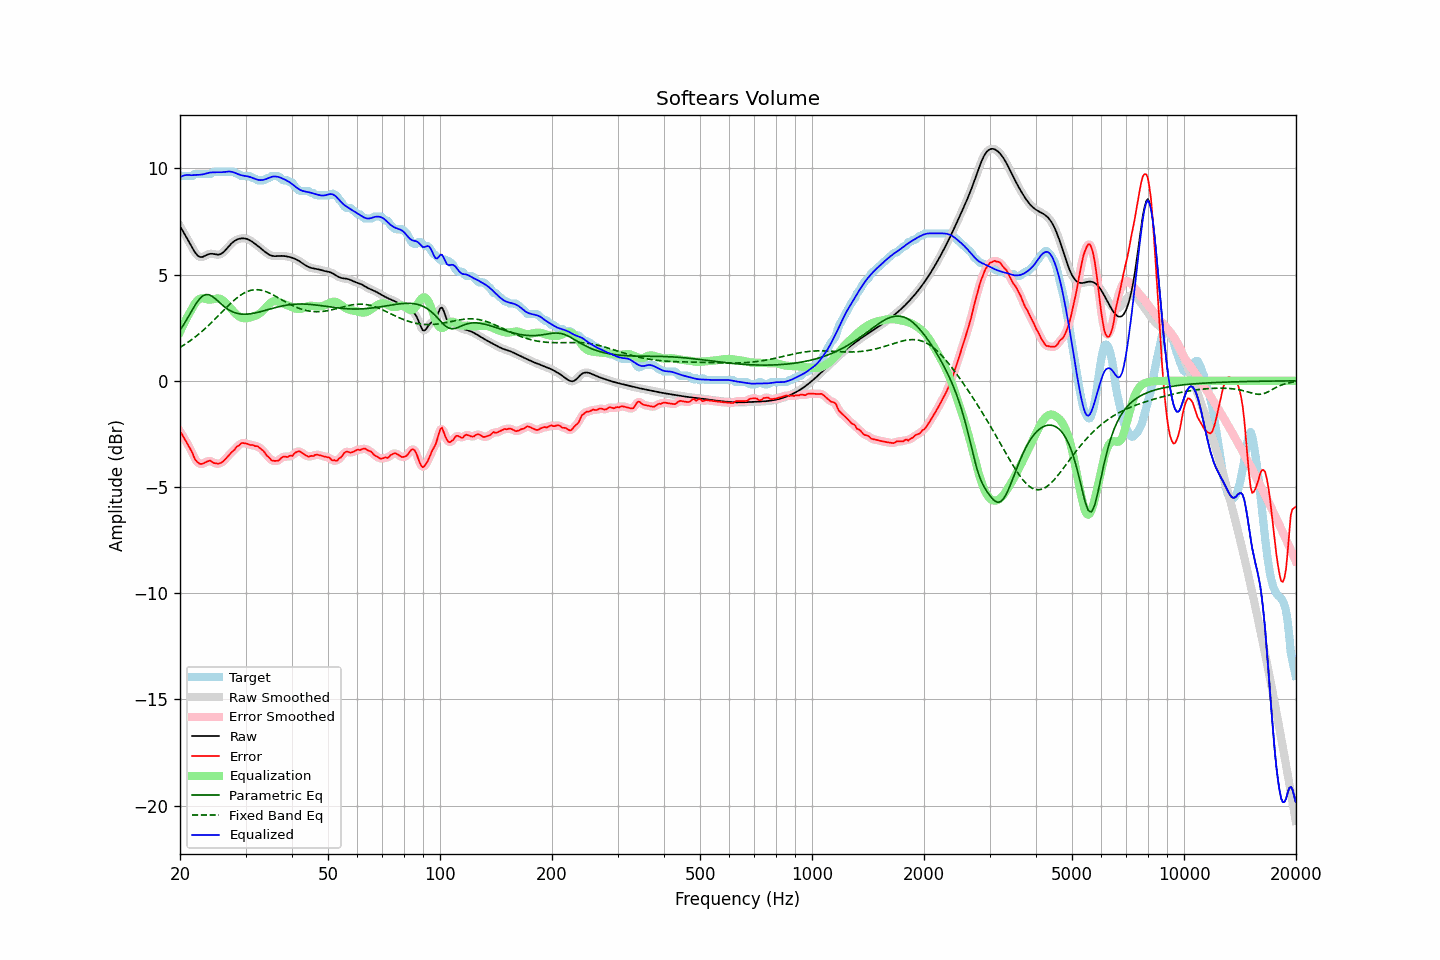 Softears Volume
Amplitude (dBr)
10
5
0
−5
−10
−15
−20
Target
Raw Smoothed
Error Smoothed
Raw
Error
Equalization
Parametric Eq
Fixed Band Eq
Equalized
20 50 100 200 500 1000 2000 5000 10000 20000
Frequency (Hz)